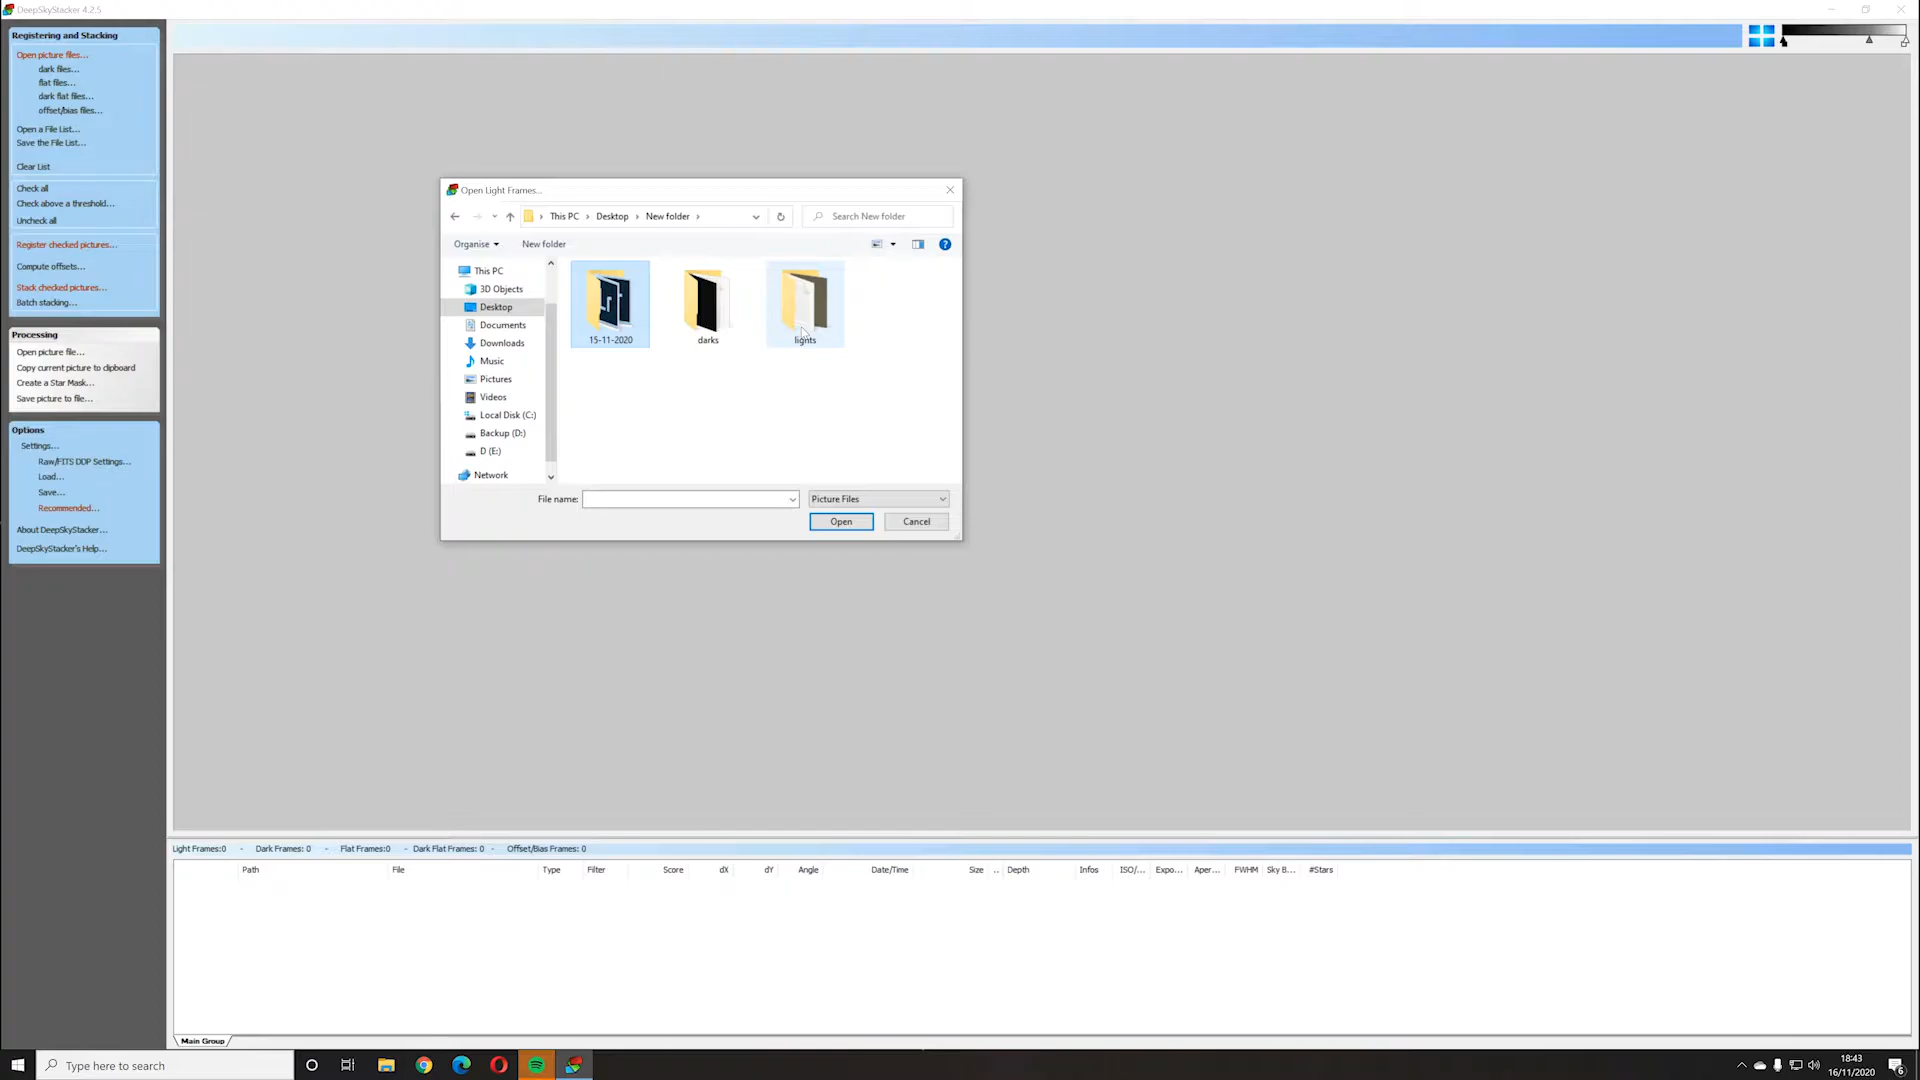 DeepSkyStacker 4.2.5
Registering and Stacking
Open picture files...
dark files...
flat files...
dark flat files...
offset/bias files...
Open a File List...
Save the File List...
Clear List
Check all
Check above a threshold...
Uncheck all
Register checked pictures...
Compute offsets...
Stack checked pictures...
Batch stacking...
Processing
Open picture file...
Copy current picture to clipboard
Create a Star Mask...
Save picture to file...
Options
Settings...
Raw/FITS DDP Settings...
Load...
Save...
Recommended...
About DeepSkyStacker...
DeepSkyStacker's Help...
Open Light Frames...
This PC › Desktop › New folder ›
Search New folder
Organise
New folder
This PC
3D Objects
Desktop
Documents
Downloads
Music
Pictures
Videos
Local Disk (C:)
Backup (D:)
D (E:)
Network
15-11-2020
darks
lights
File name:
Picture Files
Open
Cancel
Light Frames:0 - Dark Frames: 0 - Flat Frames:0 - Dark Flat Frames: 0 - Offset/Bias Frames: 0
Path File Type Filter Score dX dY Angle Date/Time Size .. Depth Infos ISO/... Expo... Aper... FWHM Sky B... #Stars
Main Group
Type here to search
18:43
16/11/2020
6